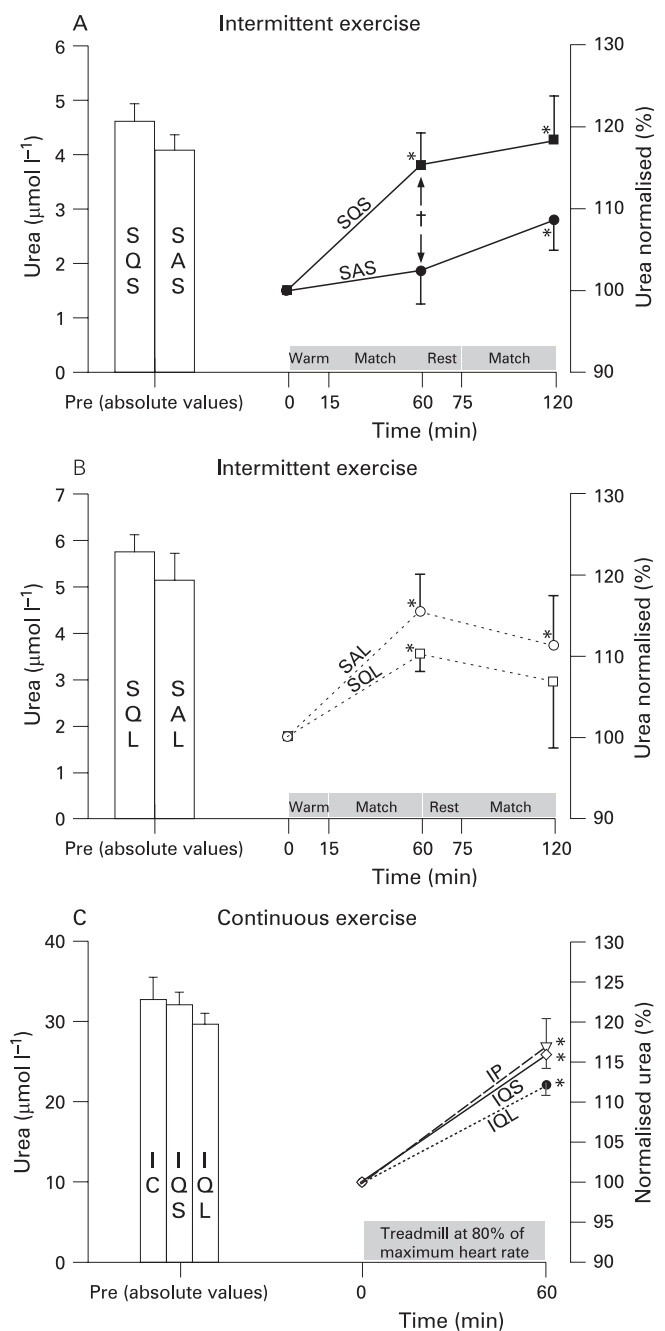 A
Intermittent exercise
6
5
4
3
2
1
0
Urea (μmol l⁻¹)
S
Q
S
S
A
S
Pre (absolute values)
SQS
SAS
*
*
*
†
Warm Match Rest Match
0 15 60 75 120
Time (min)
130
120
110
100
90
Urea normalised (%)
B
Intermittent exercise
7
6
5
4
3
2
1
0
Urea (μmol l⁻¹)
S
Q
L
S
A
L
Pre (absolute values)
SAL
SQL
*
*
*
Warm Match Rest Match
0 15 60 75 120
Time (min)
130
120
110
100
90
Urea normalised (%)
C
Continuous exercise
40
30
20
10
0
Urea (μmol l⁻¹)
I
C
I
Q
S
I
Q
L
Pre (absolute values)
IP
IQS
IQL
*
*
*
Treadmill at 80% of
maximum heart rate
0 60
Time (min)
130
125
120
115
110
105
100
95
90
Normalised urea (%)